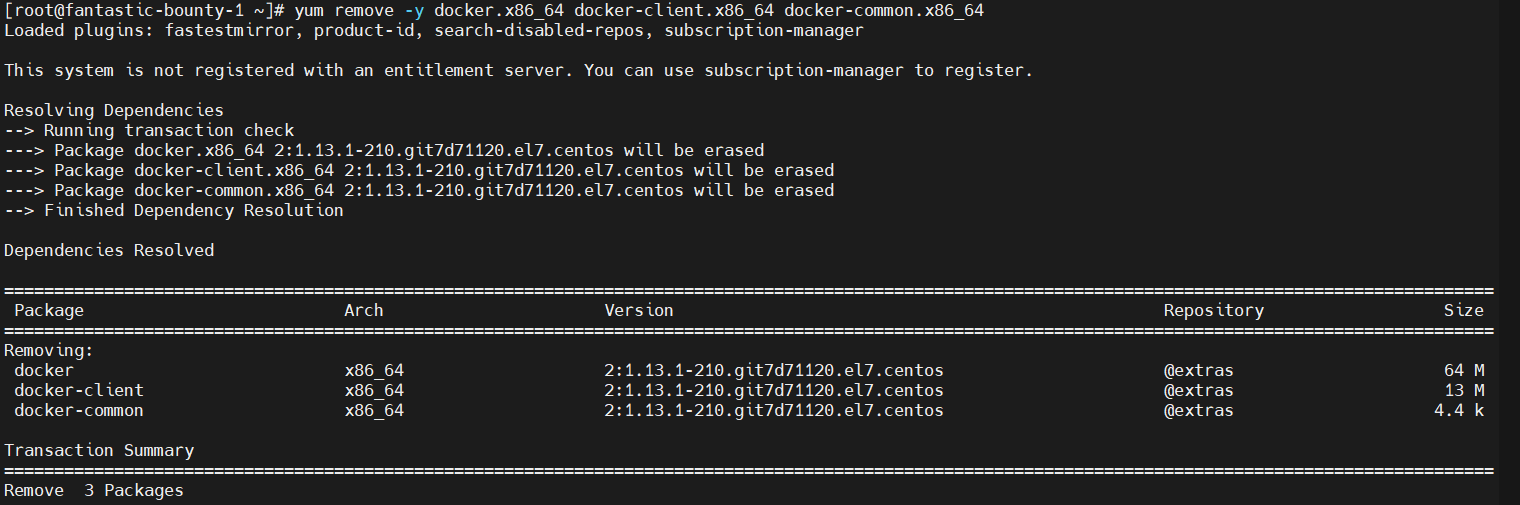 [root@fantastic-bounty-1 ~]# yum remove -y docker.x86_64 docker-client.x86_64 docker-common.x86_64
Loaded plugins: fastestmirror, product-id, search-disabled-repos, subscription-manager
This system is not registered with an entitlement server. You can use subscription-manager to register.
Resolving Dependencies
--> Running transaction check
---> Package docker.x86_64 2:1.13.1-210.git7d71120.el7.centos will be erased
---> Package docker-client.x86_64 2:1.13.1-210.git7d71120.el7.centos will be erased
---> Package docker-common.x86_64 2:1.13.1-210.git7d71120.el7.centos will be erased
--> Finished Dependency Resolution
Dependencies Resolved
=====================================================================================================================================================
Package Arch Version Repository Size
=====================================================================================================================================================
Removing:
docker x86_64 2:1.13.1-210.git7d71120.el7.centos @extras 64 M
docker-client x86_64 2:1.13.1-210.git7d71120.el7.centos @extras 13 M
docker-common x86_64 2:1.13.1-210.git7d71120.el7.centos @extras 4.4 k
Transaction Summary
=====================================================================================================================================================
Remove 3 Packages